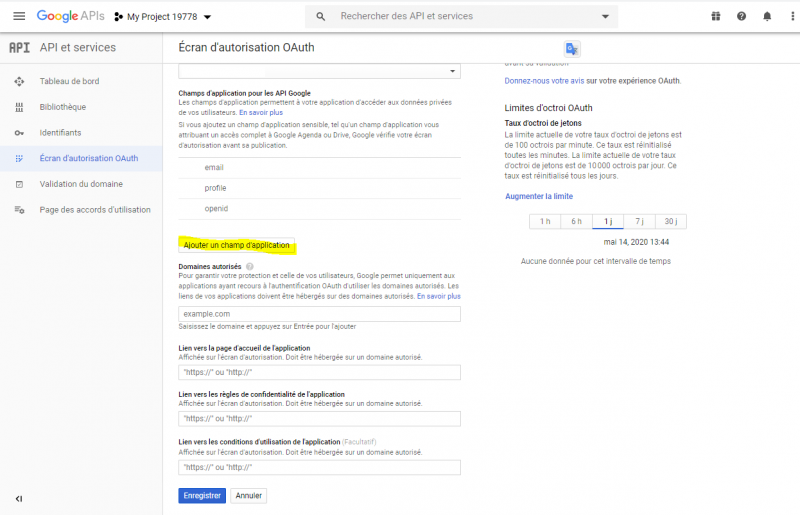 Google APIs
My Project 19778
Rechercher des API et services
API
API et services
Écran d'autorisation OAuth
Tableau de bord
Bibliothèque
Identifiants
Écran d'autorisation OAuth
Validation du domaine
Page des accords d'utilisation
Champs d'application pour les API Google
Les champs d'application permettent à votre application d'accéder aux données privées
de vos utilisateurs. En savoir plus
Si vous ajoutez un champ d'application sensible, tel qu'un champ d'application vous
attribuant un accès complet à Google Agenda ou Drive, Google vérifie votre écran
d'autorisation avant sa publication.
email
profile
openid
Ajouter un champ d'application
Domaines autorisés
Pour garantir votre protection et celle de vos utilisateurs, Google permet uniquement aux
applications ayant recours à l'authentification OAuth d'utiliser les domaines autorisés. Les
liens de vos applications doivent être hébergés sur des domaines autorisés. En savoir plus
example.com
Saisissez le domaine et appuyez sur Entrée pour l'ajouter
Lien vers la page d'accueil de l'application
Affichée sur l'écran d'autorisation. Doit être hébergée sur un domaine autorisé.
"https://" ou "http://"
Lien vers les règles de confidentialité de l'application
Affichée sur l'écran d'autorisation. Doit être hébergée sur un domaine autorisé.
"https://" ou "http://"
Lien vers les conditions d'utilisation de l'application (Facultatif)
Affichée sur l'écran d'autorisation. Doit être hébergée sur un domaine autorisé.
"https://" ou "http://"
Enregistrer
Annuler
avant sa validation
Donnez-nous votre avis sur votre expérience OAuth.
Limites d'octroi OAuth
Taux d'octroi de jetons
La limite actuelle de votre taux d'octroi de jetons est
de 100 octrois par minute. Ce taux est réinitialisé
toutes les minutes. La limite actuelle de votre taux
d'octroi de jetons est de 10 000 octrois par jour. Ce
taux est réinitialisé tous les jours.
Augmenter la limite
1 h 6 h 1 j 7 j 30 j
mai 14, 2020 13:44
Aucune donnée pour cet intervalle de temps